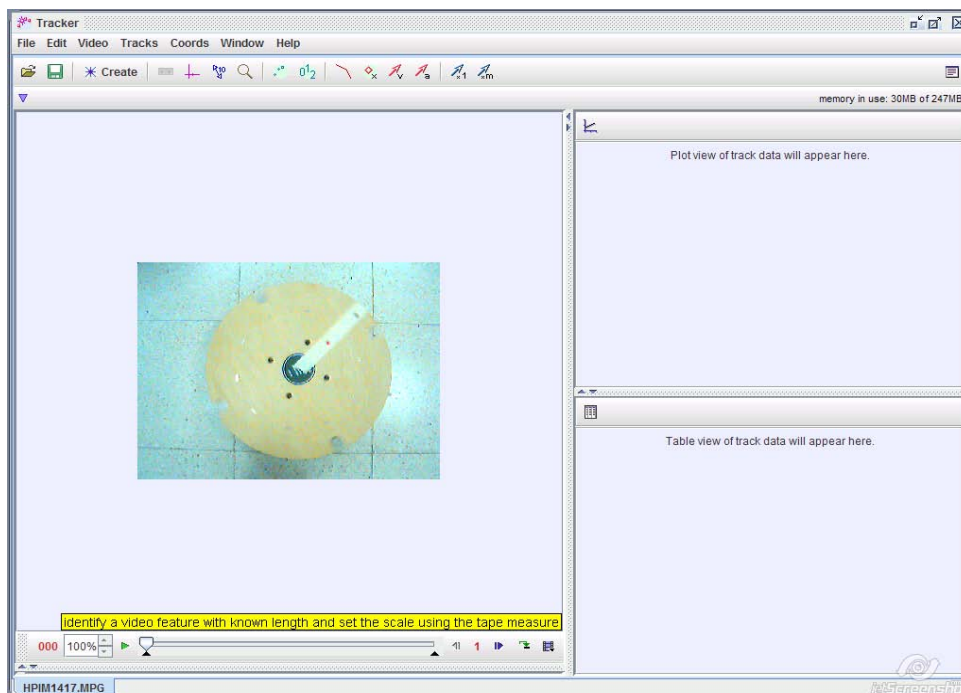 Tracker
File Edit Video Tracks Coords Window Help
Create
memory in use: 30MB of 247MB
Plot view of track data will appear here.
Table view of track data will appear here.
identify a video feature with known length and set the scale using the tape measure
000 100% 1
HPIM1417.MPG